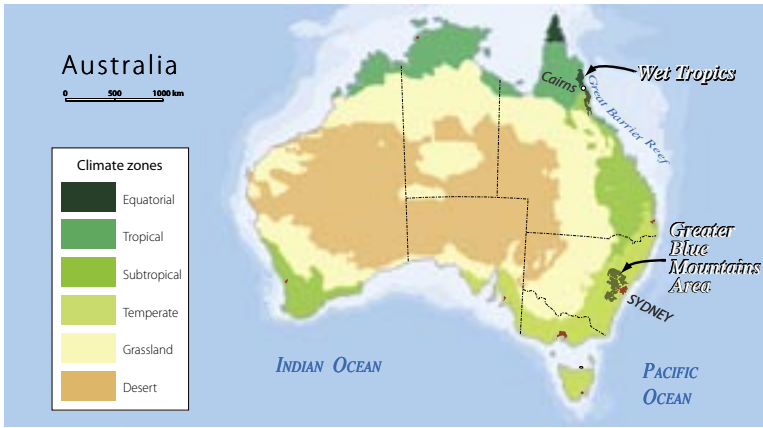 Australia
0 500 1000 km
Climate zones
Equatorial
Tropical
Subtropical
Temperate
Grassland
Desert
Cairns
Wet Tropics
Great Barrier Reef
Greater
Blue
Mountains
Area
SYDNEY
INDIAN OCEAN
PACIFIC
OCEAN